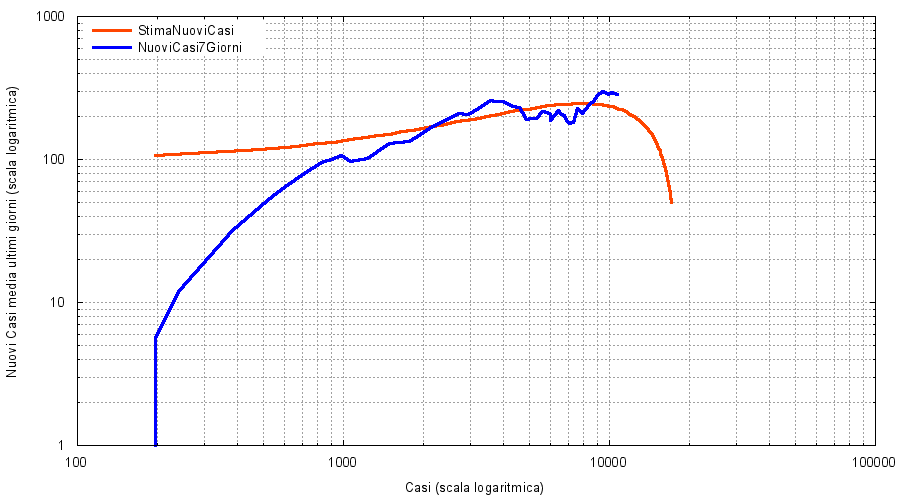 1000
StimaNuoviCasi
NuoviCasi7Giorni
100
10
1
Nuovi Casi media ultimi giorni (scala logaritmica)
100 1000 10000 100000
Casi (scala logaritmica)